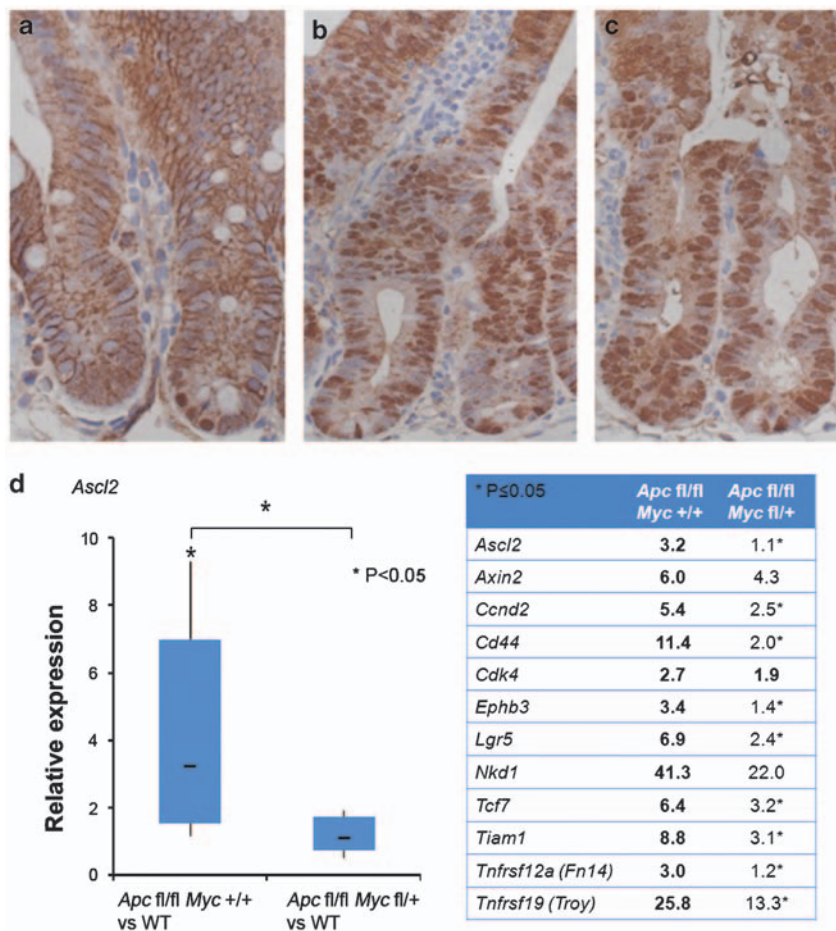 a
b
c
d
Ascl2
*
*
* P<0.05
10
8
6
4
2
0
Relative expression
Apc fl/fl Myc +/+
vs WT
Apc fl/fl Myc fl/+
vs WT
* P≤0.05
Apc fl/fl
Myc +/+
Apc fl/fl
Myc fl/+
Ascl2 3.2 1.1*
Axin2 6.0 4.3
Ccnd2 5.4 2.5*
Cd44 11.4 2.0*
Cdk4 2.7 1.9
Ephb3 3.4 1.4*
Lgr5 6.9 2.4*
Nkd1 41.3 22.0
Tcf7 6.4 3.2*
Tiam1 8.8 3.1*
Tnfrsf12a (Fn14) 3.0 1.2*
Tnfrsf19 (Troy) 25.8 13.3*